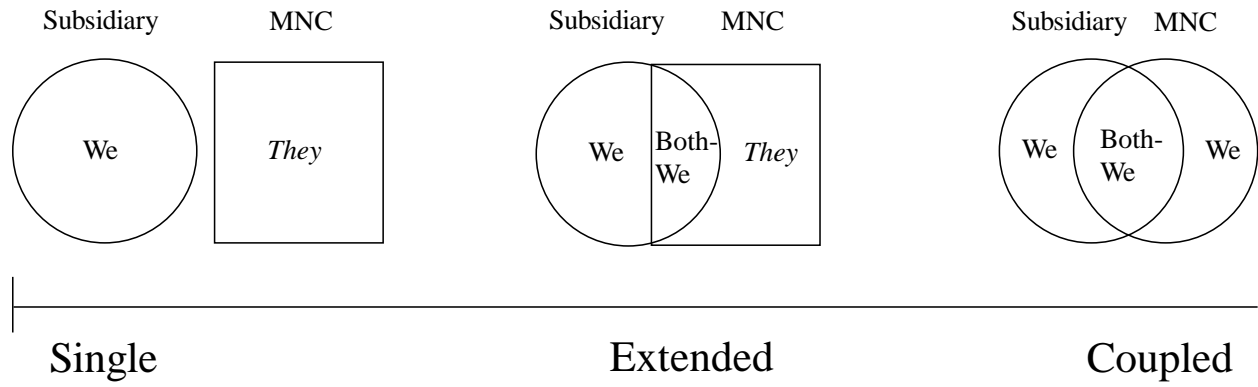 Subsidiary MNC
We They
Single
Subsidiary MNC
We Both-
We They
Extended
Subsidiary MNC
We Both-
We We
Coupled